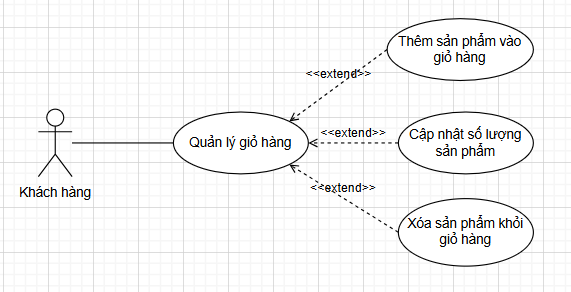 Thêm sản phẩm vào
giỏ hàng
<<extend>>
Khách hàng
Quản lý giỏ hàng
<<extend>>
Cập nhật số lượng
sản phẩm
<<extend>>
Xóa sản phẩm khỏi
giỏ hàng